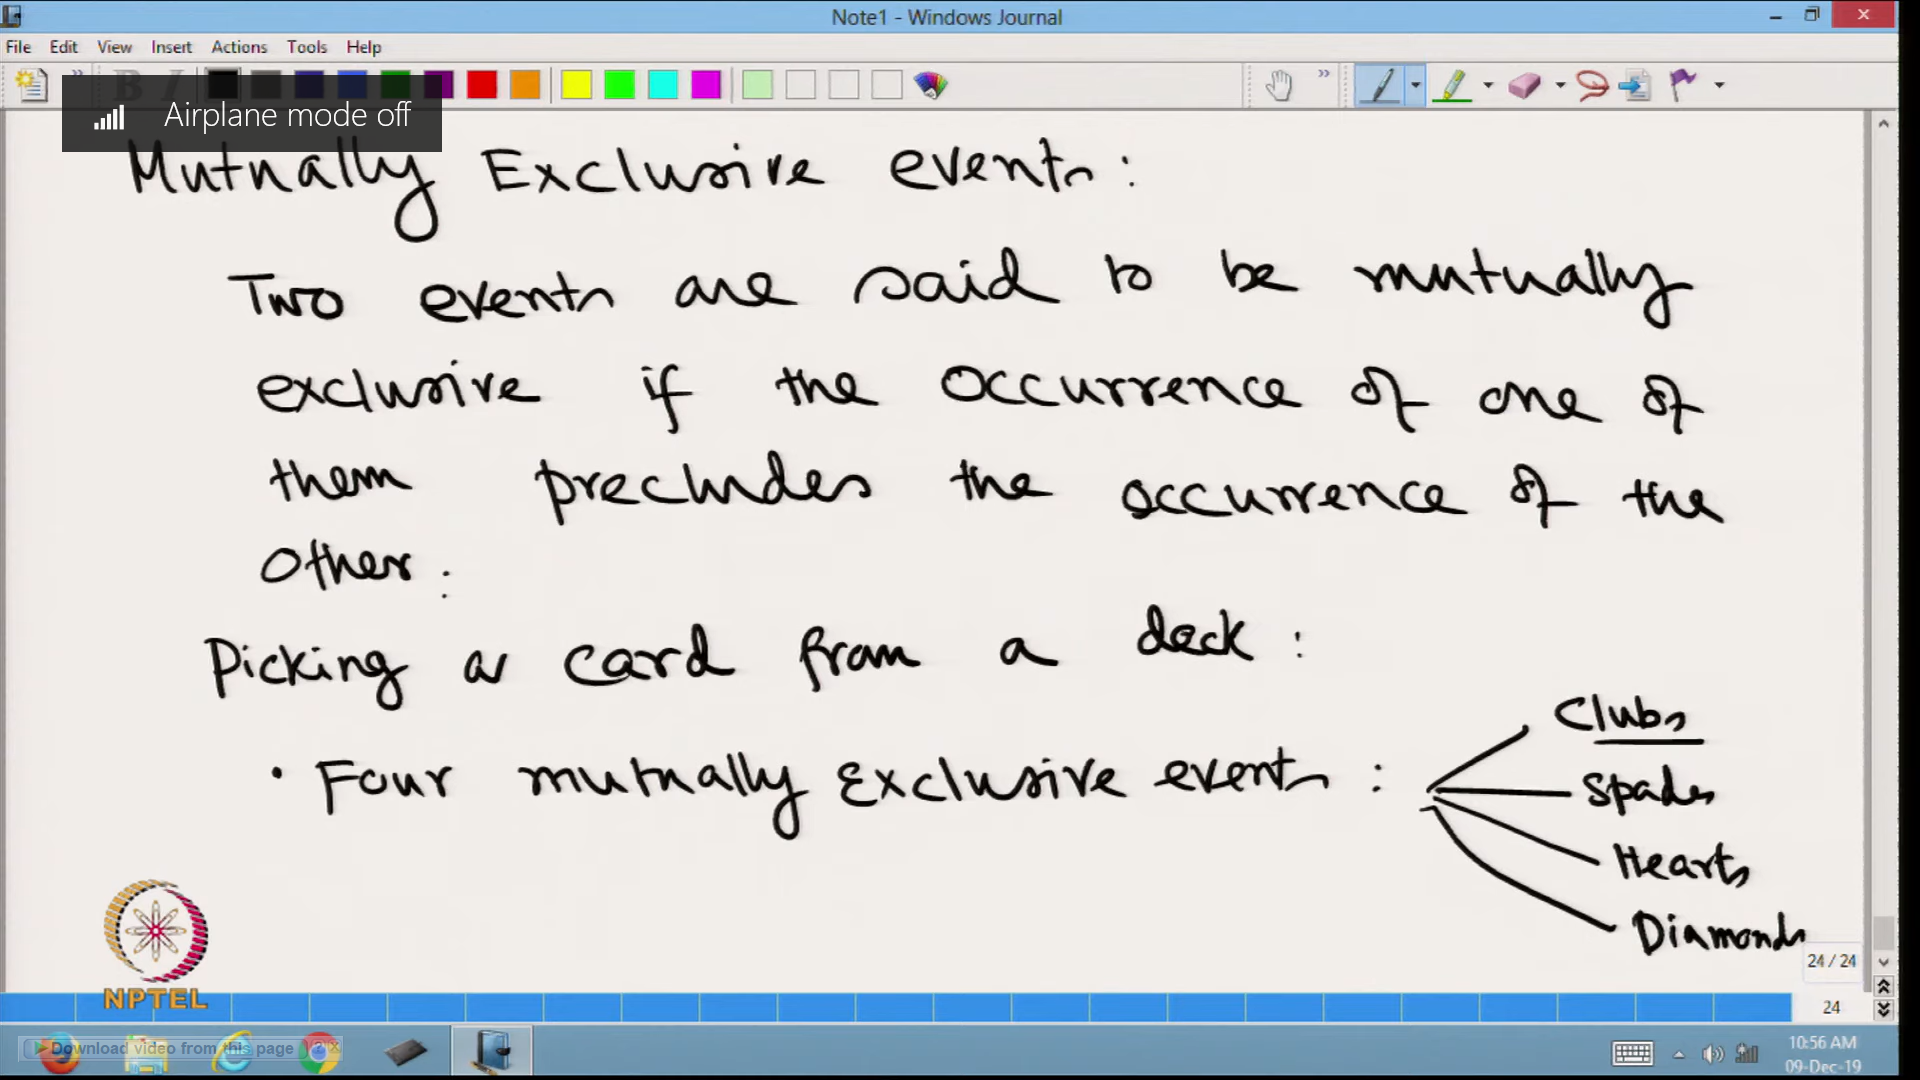 Note1 - Windows Journal
File Edit View Insert Actions Tools Help
Airplane mode off
Mutually Exclusive events :
Two events are said to be mutually
exclusive if the occurrence of one of
them precludes the occurrence of the
other :
Picking a card from a deck :
• Four mutually Exclusive events :
Clubs
Spades
Hearts
Diamonds
NPTEL
24 / 24
24
Download video from this page ? x
10:56 AM
09-Dec-19